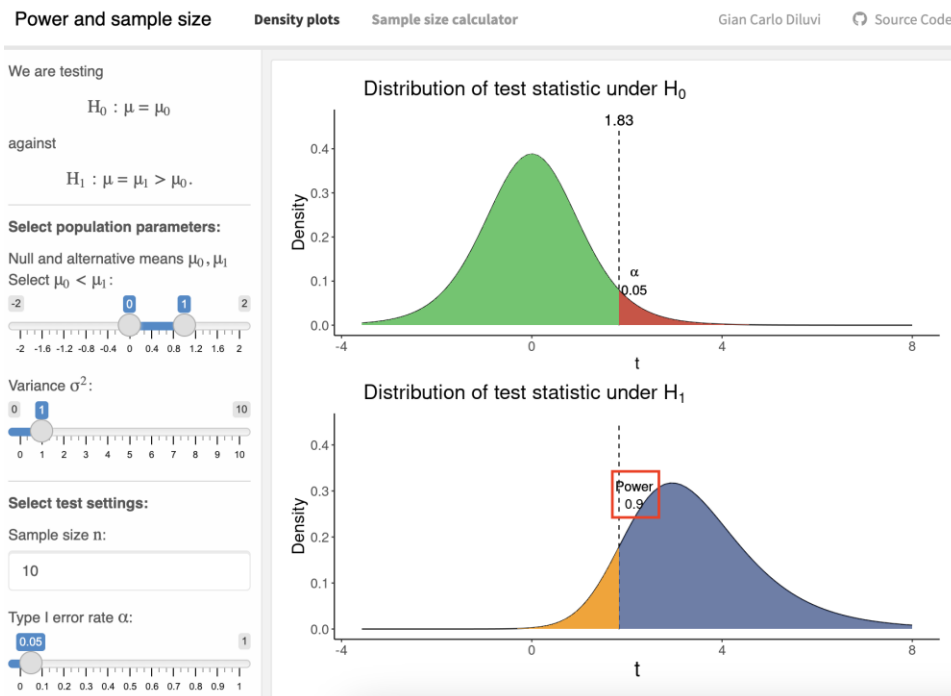 Power and sample size Density plots Sample size calculator Gian Carlo Diluvi Source Code
We are testing
H₀ : μ = μ₀
against
H₁ : μ = μ₁ > μ₀.
Select population parameters:
Null and alternative means μ₀, μ₁
Select μ₀ < μ₁:
-2 0 1 2
-2 -1.6 -1.2 -0.8 -0.4 0 0.4 0.8 1.2 1.6 2
Variance σ²:
0 1 10
0 1 2 3 4 5 6 7 8 9 10
Select test settings:
Sample size n:
10
Type I error rate α:
0.05 1
0 0.1 0.2 0.3 0.4 0.5 0.6 0.7 0.8 0.9 1
Distribution of test statistic under H₀
1.83
0.4
0.3
0.2
0.1
0.0
Density
α
0.05
-4 0 4 8
t
Distribution of test statistic under H₁
0.4
0.3
0.2
0.1
0.0
Density
Power
0.9
-4 0 4 8
t